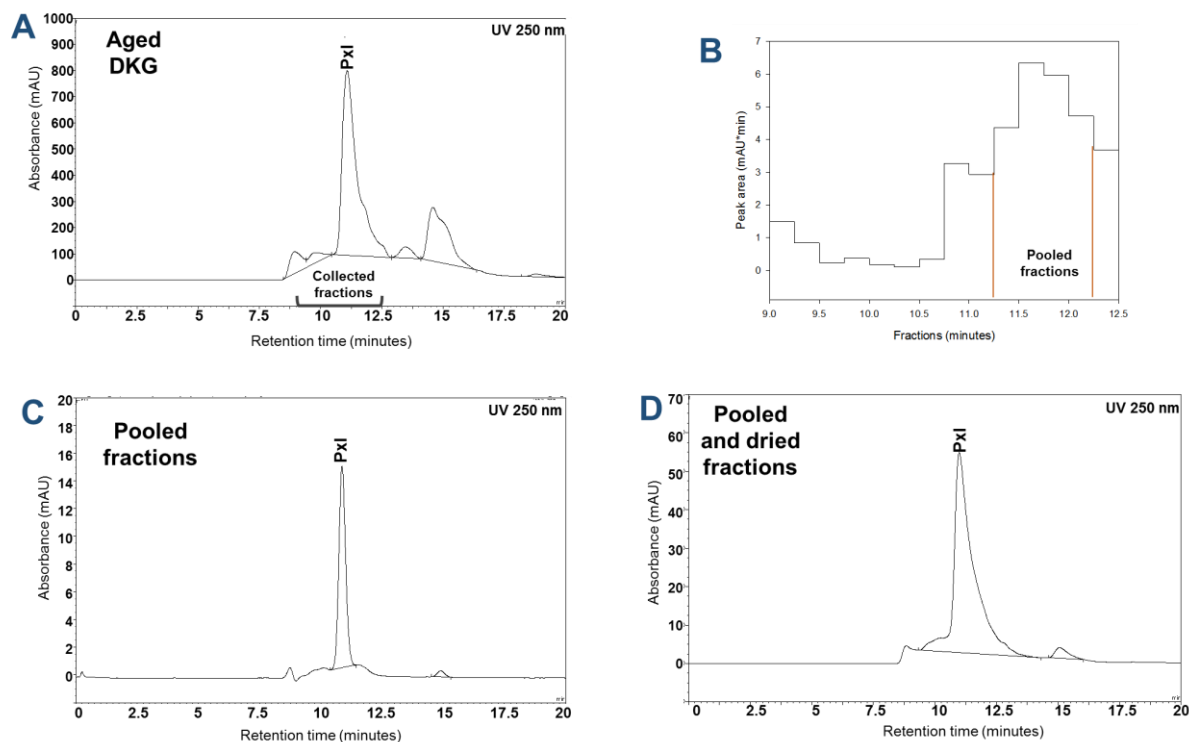 A
Aged
DKG
UV 250 nm
PxI
Absorbance (mAU)
1000
900
800
700
600
500
400
300
200
100
0
Collected
fractions
0 2.5 5 7.5 10 12.5 15 17.5 20
Retention time (minutes)
B
Peak area (mAU*min)
7
6
5
4
3
2
1
0
Pooled
fractions
9.0 9.5 10.0 10.5 11.0 11.5 12.0 12.5
Fractions (minutes)
C
Pooled
fractions
UV 250 nm
PxI
Absorbance (mAU)
20
18
16
14
12
10
8
6
4
2
0
0 2.5 5 7.5 10 12.5 15 17.5 20
Retention time (minutes)
D
Pooled
and dried
fractions
UV 250 nm
PxI
Absorbance (mAU)
70
60
50
40
30
20
10
0
0 2.5 5 7.5 10 12.5 15 17.5 20
Retention time (minutes)